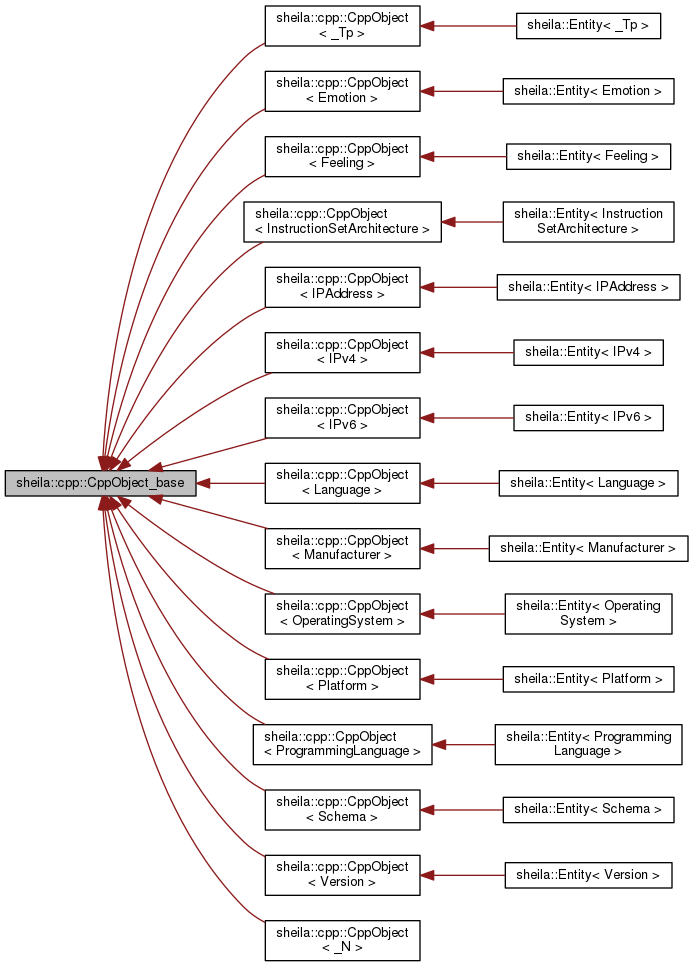 sheila::cpp::CppObject
< _Tp >
sheila::Entity< _Tp >
sheila::cpp::CppObject
< Emotion >
sheila::Entity< Emotion >
sheila::cpp::CppObject
< Feeling >
sheila::Entity< Feeling >
sheila::cpp::CppObject
< InstructionSetArchitecture >
sheila::Entity< Instruction
SetArchitecture >
sheila::cpp::CppObject
< IPAddress >
sheila::Entity< IPAddress >
sheila::cpp::CppObject
< IPv4 >
sheila::Entity< IPv4 >
sheila::cpp::CppObject
< IPv6 >
sheila::Entity< IPv6 >
sheila::cpp::CppObject_base
sheila::cpp::CppObject
< Language >
sheila::Entity< Language >
sheila::cpp::CppObject
< Manufacturer >
sheila::Entity< Manufacturer >
sheila::cpp::CppObject
< OperatingSystem >
sheila::Entity< Operating
System >
sheila::cpp::CppObject
< Platform >
sheila::Entity< Platform >
sheila::cpp::CppObject
< ProgrammingLanguage >
sheila::Entity< Programming
Language >
sheila::cpp::CppObject
< Schema >
sheila::Entity< Schema >
sheila::cpp::CppObject
< Version >
sheila::Entity< Version >
sheila::cpp::CppObject
< _N >